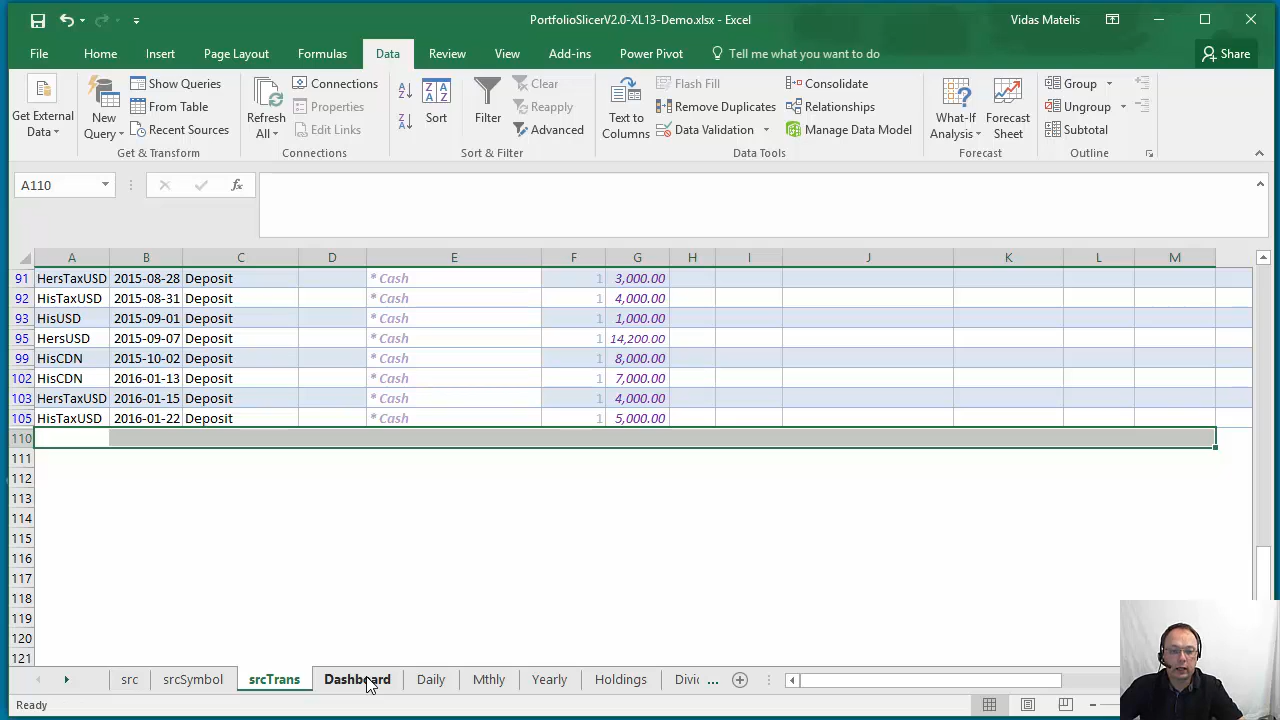 PortfolioSlicerV2.0-XL13-Demo.xlsx - Excel
Vidas Matelis
File Home Insert Page Layout Formulas Data Review View Add-ins Power Pivot Tell me what you want to do Share
Get External Data
New Query
Show Queries
From Table
Recent Sources
Get & Transform
Refresh All
Connections
Properties
Edit Links
Connections
Sort
Filter
Clear
Reapply
Advanced
Sort & Filter
Text to Columns
Flash Fill
Remove Duplicates
Data Validation
Consolidate
Relationships
Manage Data Model
Data Tools
What-If Analysis
Forecast Sheet
Forecast
Group
Ungroup
Subtotal
Outline
A110 fx
A B C D E F G H I J K L M
91 HersTaxUSD 2015-08-28 Deposit * Cash 1 3,000.00
92 HisTaxUSD 2015-08-31 Deposit * Cash 1 4,000.00
93 HisUSD 2015-09-01 Deposit * Cash 1 1,000.00
95 HersUSD 2015-09-07 Deposit * Cash 1 14,200.00
99 HisCDN 2015-10-02 Deposit * Cash 1 8,000.00
102 HisCDN 2016-01-13 Deposit * Cash 1 7,000.00
103 HersTaxUSD 2016-01-15 Deposit * Cash 1 4,000.00
105 HisTaxUSD 2016-01-22 Deposit * Cash 1 5,000.00
110
111
112
113
114
115
116
117
118
119
120
121
src srcSymbol srcTrans Dashboard Daily Mthly Yearly Holdings Divic ...
Ready